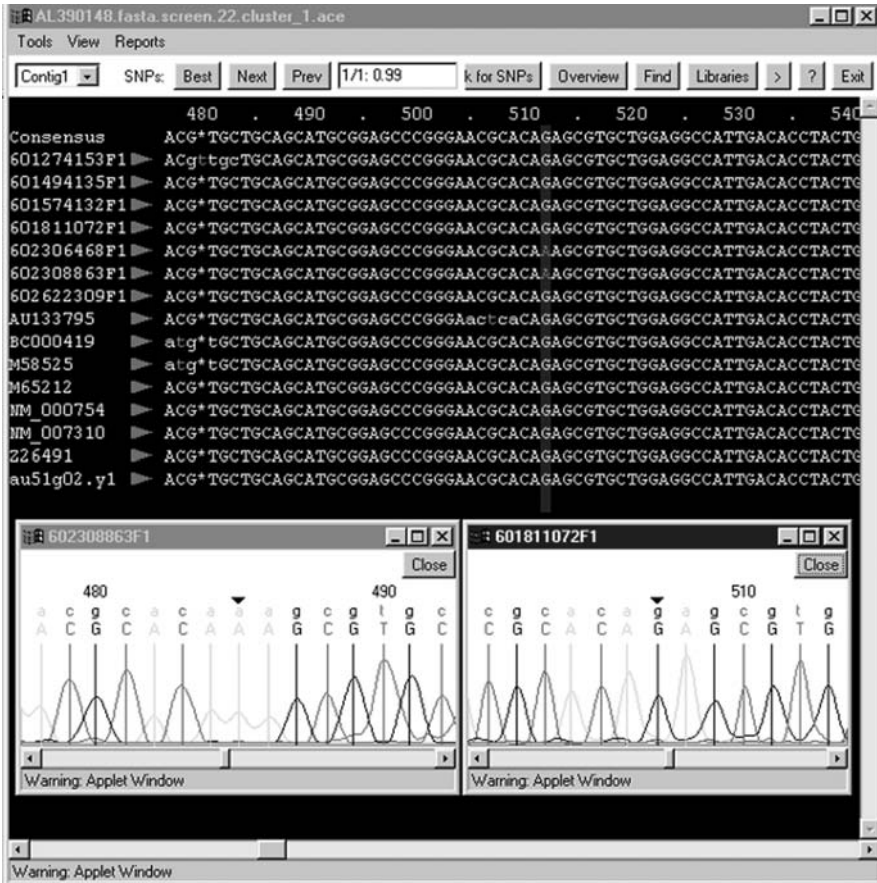 AL390148.fasta.screen.22.cluster_1.ace
Tools View Reports
Contig1 SNPs: Best Next Prev 1/1: 0.99 k for SNPs Overview Find Libraries > ? Exit
480 . 490 . 500 . 510 . 520 . 530 . 540
Consensus ACG*TGCTGCAGCATGCGGAGCCCGGGAACGCACAGAGCGTGCTGGAGGCCATTGACACCTACTG
601274153F1 ACgttgcTGCAGCATGCGGAGCCCGGGAACGCACAGAGCGTGCTGGAGGCCATTGACACCTACTG
601494135F1 ACG*TGCTGCAGCATGCGGAGCCCGGGAACGCACAGAGCGTGCTGGAGGCCATTGACACCTACTG
601574132F1 ACG*TGCTGCAGCATGCGGAGCCCGGGAACGCACAGAGCGTGCTGGAGGCCATTGACACCTACTG
601811072F1 ACG*TGCTGCAGCATGCGGAGCCCGGGAACGCACAGAGCGTGCTGGAGGCCATTGACACCTACTG
602306468F1 ACG*TGCTGCAGCATGCGGAGCCCGGGAACGCACAAAGCGTGCTGGAGGCCATTGACACCTACTG
602308863F1 ACG*TGCTGCAGCATGCGGAGCCCGGGAACGCACAAAGCGTGCTGGAGGCCATTGACACCTACTG
602622309F1 ACG*TGCTGCAGCATGCGGAGCCCGGGAACGCACAGAGCGTGCTGGAGGCCATTGACACCTACTG
AU133795 ACG*TGCTGCAGCATGCGGAGCCCGGGAactcaCAGAGCGTGCTGGAGGCCATTGACACCTACTG
BC000419 atg*tGCTGCAGCATGCGGAGCCCGGGAACGCACAGAGCGTGCTGGAGGCCATTGACACCTACTG
M58525 atg*tGCTGCAGCATGCGGAGCCCGGGAACGCACAGAGCGTGCTGGAGGCCATTGACACCTACTG
M65212 ACG*TGCTGCAGCATGCGGAGCCCGGGAACGCACAGAGCGTGCTGGAGGCCATTGACACCTACTG
NM_000754 ACG*TGCTGCAGCATGCGGAGCCCGGGAACGCACAGAGCGTGCTGGAGGCCATTGACACCTACTG
NM_007310 ACG*TGCTGCAGCATGCGGAGCCCGGGAACGCACAGAGCGTGCTGGAGGCCATTGACACCTACTG
Z26491 ACG*TGCTGCAGCATGCGGAGCCCGGGAACGCACAGAGCGTGCTGGAGGCCATTGACACCTACTG
au51g02.y1 ACG*TGCTGCAGCATGCGGAGCCCGGGAACGCACAGAGCGTGCTGGAGGCCATTGACACCTACTG
602308863F1
Close
480 490
a c g c a c a a a g c g t g c
A C G C A C A A A G C G T G C
Warning: Applet Window
601811072F1
Close
510
c g c a c a g a g c g t g
C G C A C A G A G C G T G
Warning: Applet Window
Warning: Applet Window